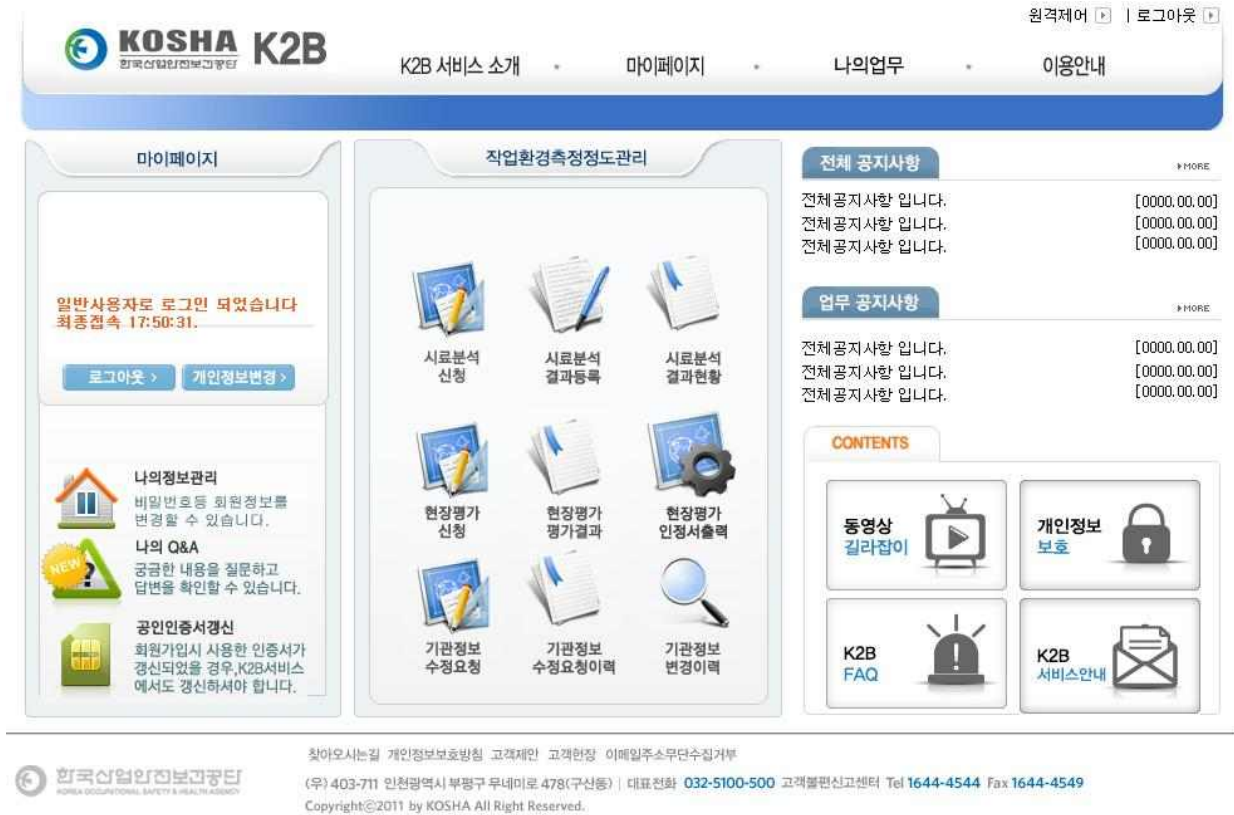 원격제어 | 로그아웃
KOSHA K2B
한국산업안전보건공단
K2B 서비스 소개
마이페이지
나의업무
이용안내
마이페이지
일반사용자로 로그인 되었습니다
최종접속 17:50:31.
로그아웃 >
개인정보변경 >
나의정보관리
비밀번호등 회원정보를
변경할 수 있습니다.
NEW
나의 Q&A
궁금한 내용을 질문하고
답변을 확인할 수 있습니다.
공인인증서갱신
회원가입시 사용한 인증서가
갱신되었을 경우,K2B서비스
에서도 갱신하셔야 합니다.
작업환경측정정도관리
시료분석
신청
시료분석
결과등록
시료분석
결과현황
현장평가
신청
현장평가
평가결과
현장평가
인정서출력
기관정보
수정요청
기관정보
수정요청이력
기관정보
변경이력
전체 공지사항
MORE
전체공지사항 입니다. [0000.00.00]
전체공지사항 입니다. [0000.00.00]
전체공지사항 입니다. [0000.00.00]
업무 공지사항
MORE
전체공지사항 입니다. [0000.00.00]
전체공지사항 입니다. [0000.00.00]
전체공지사항 입니다. [0000.00.00]
CONTENTS
동영상
길라잡이
개인정보
보호
K2B
FAQ
K2B
서비스안내
한국산업안전보건공단
KOREA OCCUPATIONAL SAFETY & HEALTH AGENCY
찾아오시는길 개인정보보호방침 고객제안 고객헌장 이메일주소무단수집거부
(우) 403-711 인천광역시 부평구 무네미로 478(구산동) | 대표전화 032-5100-500 고객불편신고센터 Tel 1644-4544 Fax 1644-4549
Copyright©2011 by KOSHA All Right Reserved.